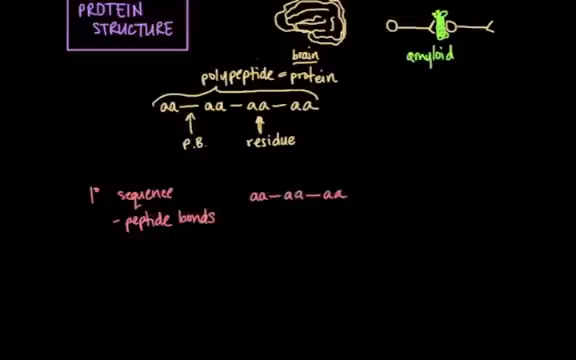 PROTEIN
STRUCTURE
brain
amyloid
polypeptide = protein
aa — aa — aa — aa
P.B.
residue
1° sequence
aa — aa — aa
- peptide bonds